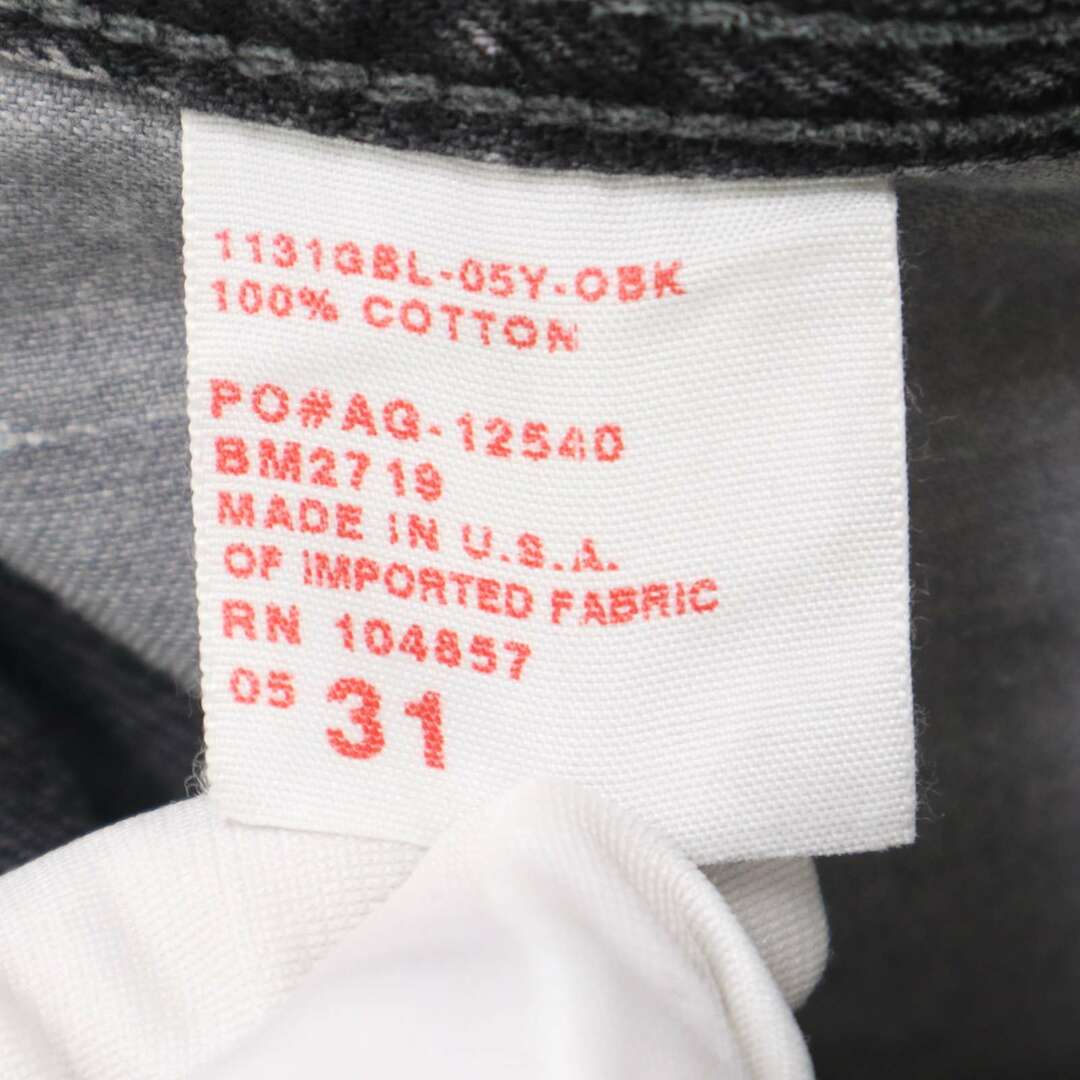 1131GBL-05Y-OBK
100% COTTON
PO#AG-12540
BM2719
MADE IN U.S.A.
OF IMPORTED FABRIC
RN 104857
05 31